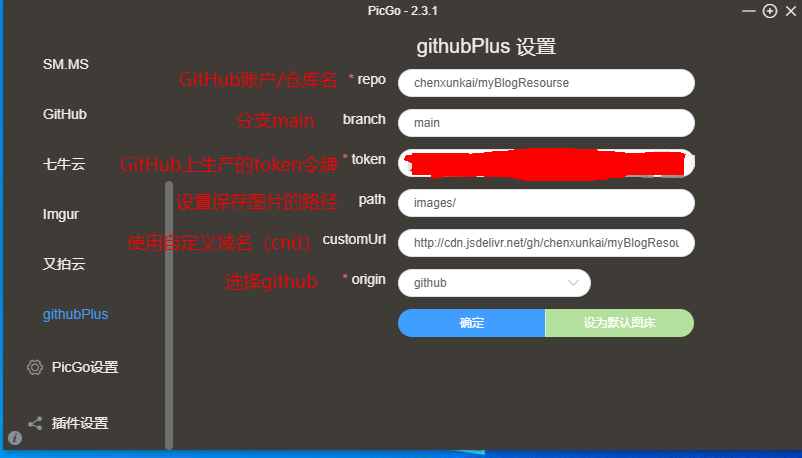 PicGo - 2.3.1
githubPlus 设置
SM.MS
GitHub账户/仓库名 * repo chenxunkai/myBlogResourse
GitHub
分支main branch main
七牛云
GitHub上生产的token令牌 * token
设置保存图片的路径 path images/
Imgur
使用自定义域名（cnd） customUrl http://cdn.jsdelivr.net/gh/chenxunkai/myBlogResou
又拍云
选择github * origin github
githubPlus
确定 设为默认图床
PicGo设置
插件设置